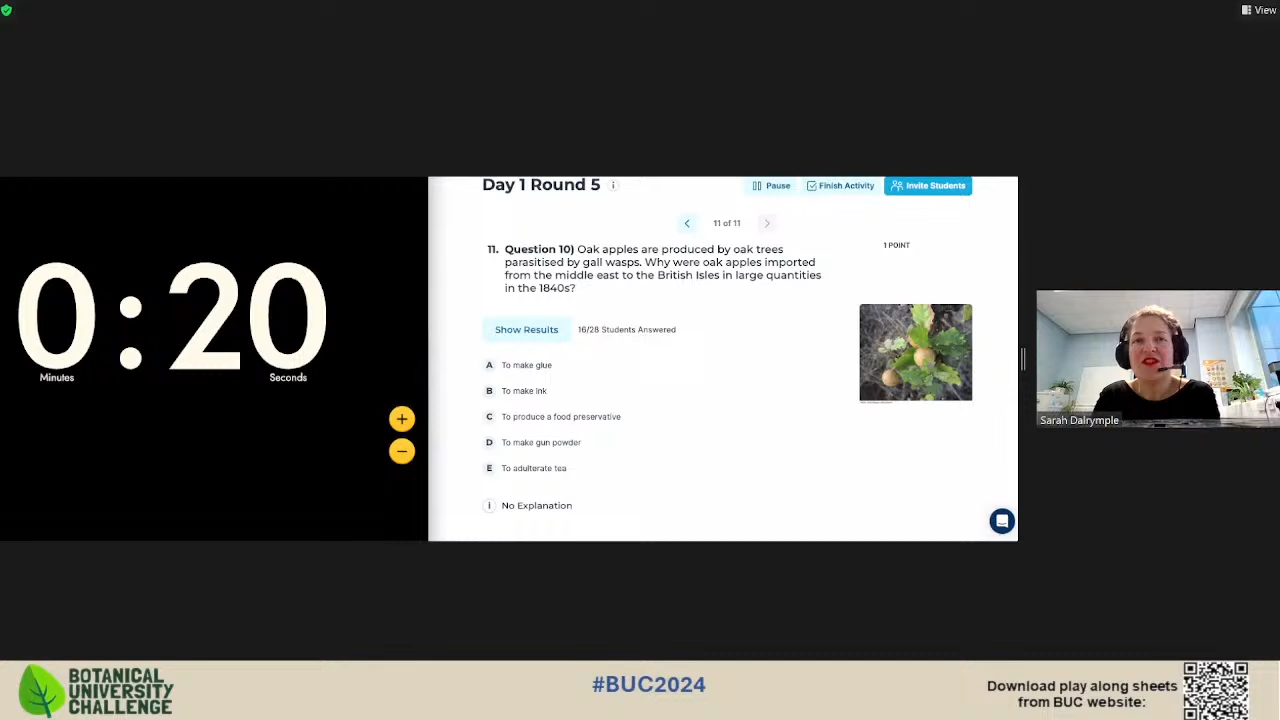 View
0:20
Minutes
Seconds
+
−
Day 1 Round 5
Pause
Finish Activity
Invite Students
11 of 11
11. Question 10) Oak apples are produced by oak trees
parasitised by gall wasps. Why were oak apples imported
from the middle east to the British Isles in large quantities
in the 1840s?
1 POINT
Show Results
16/28 Students Answered
A To make glue
B To make ink
C To produce a food preservative
D To make gun powder
E To adulterate tea
i No Explanation
Sarah Dalrymple
BOTANICAL
UNIVERSITY
CHALLENGE
#BUC2024
Download play along sheets
from BUC website: